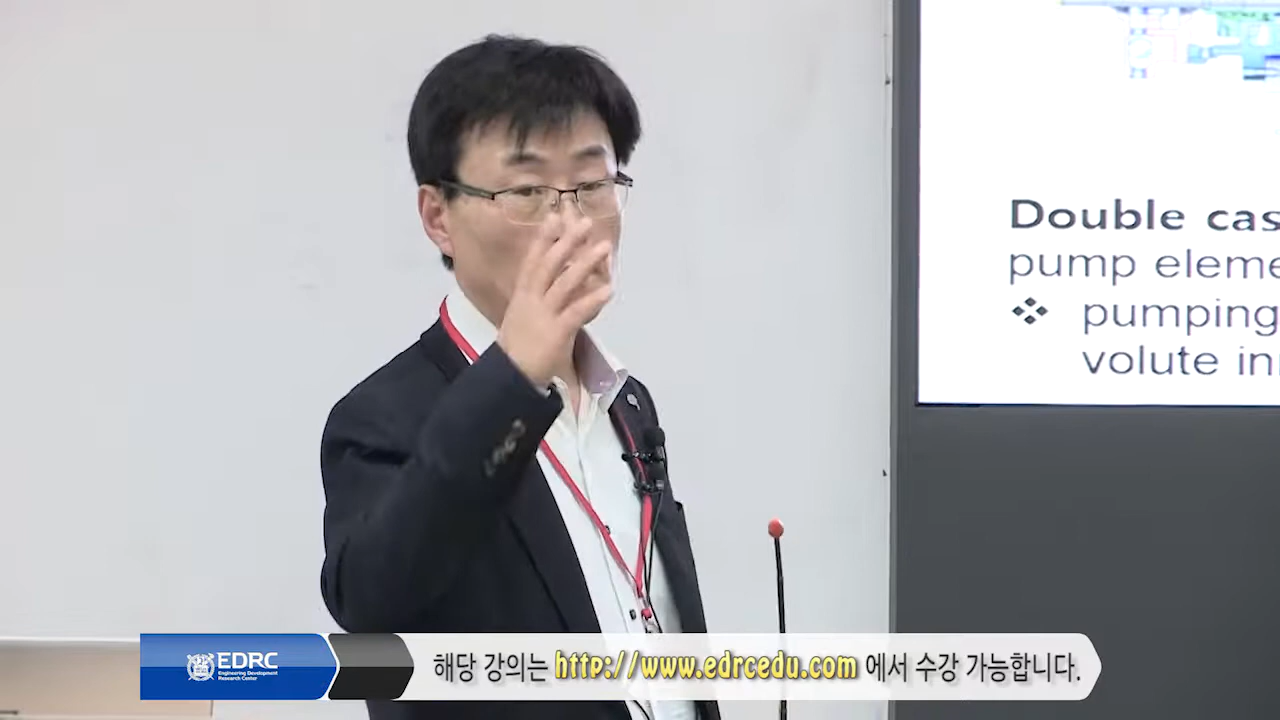 Double cas
pump eleme
❖ pumping
volute in
EDRC
Engineering Development
Research Center
해당 강의는 http://www.edrcedu.com 에서 수강 가능합니다.